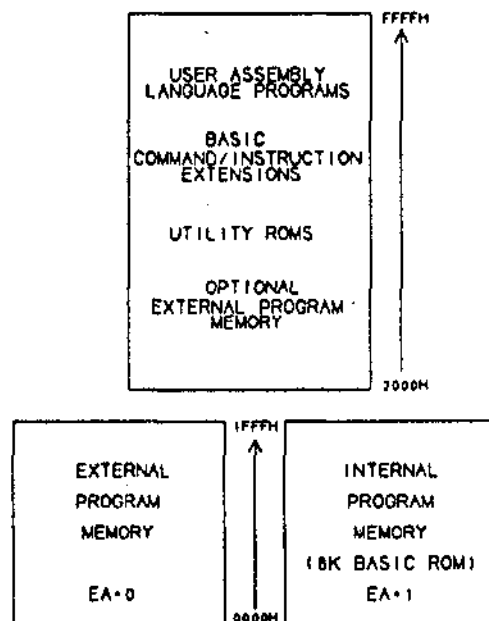 FFFFH
USER ASSEMBLY
LANGUAGE PROGRAMS
BASIC
COMMAND/INSTRUCTION
EXTENSIONS
UTILITY ROMS
OPTIONAL
EXTERNAL PROGRAM
MEMORY
2000H
1FFFH
EXTERNAL
PROGRAM
MEMORY
EA=0
INTERNAL
PROGRAM
MEMORY
(8K BASIC ROM)
EA=1
0000H